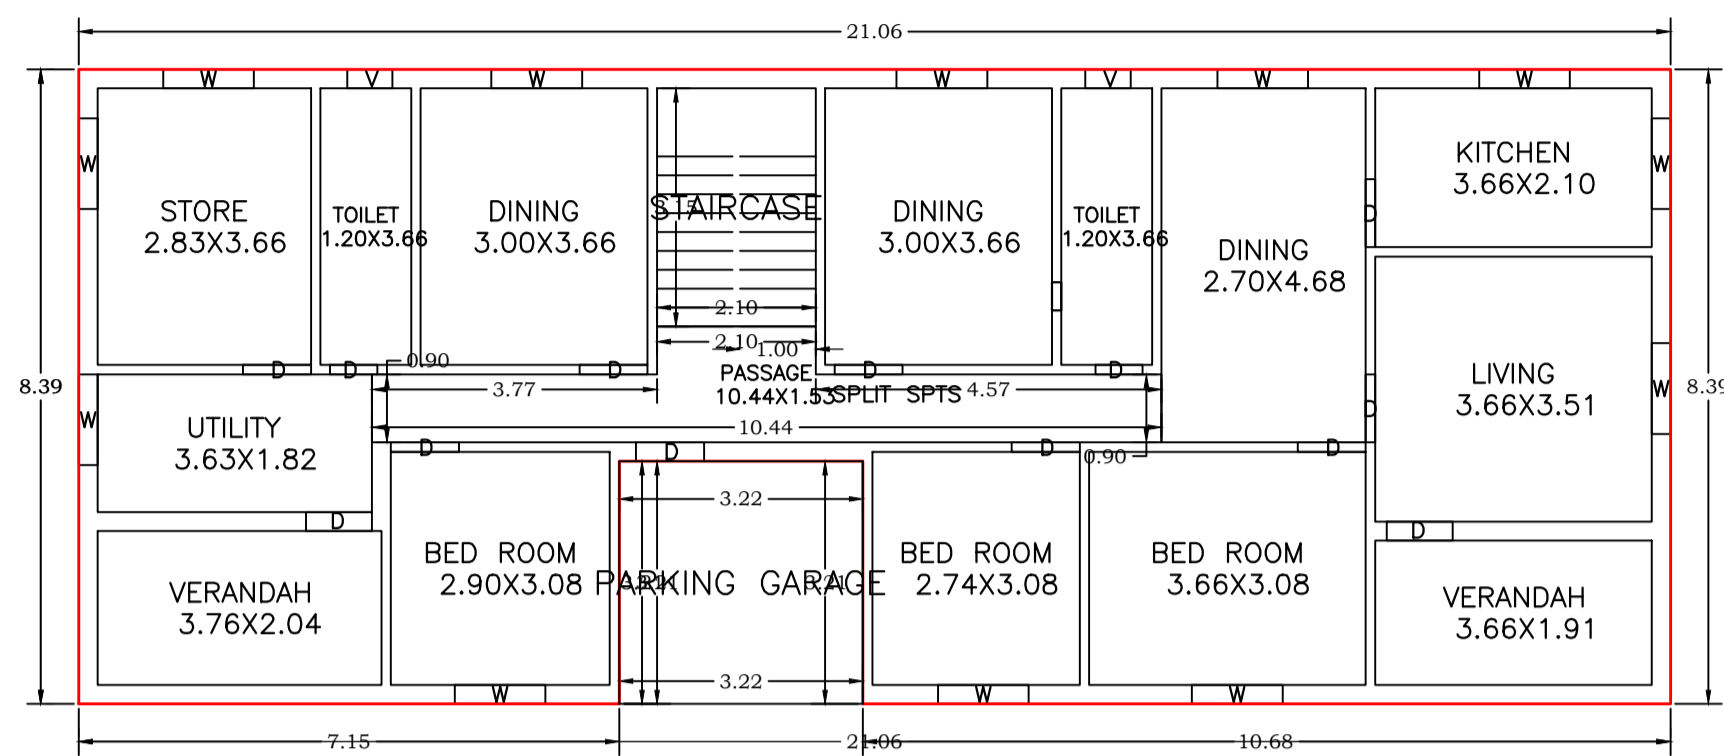 21.06
W
V
W
W
V
W
W
W
W
KITCHEN
3.66X2.10
STORE
2.83X3.66
TOILET
1.20X3.66
DINING
3.00X3.66
STAIRCASE
DINING
3.00X3.66
TOILET
1.20X3.66
D
DINING
2.70X4.68
2.10
2.10
1.00
D
D
0.90
D
D
D
PASSAGE
10.44X1.53
SPLIT SPTS
3.77
4.57
8.39
8.39
W
D
LIVING
3.66X3.51
W
UTILITY
3.63X1.82
10.44
D
D
D
D
0.90
3.22
D
D
BED ROOM
2.90X3.08
PARKING GARAGE
3.21
BED ROOM
2.74X3.08
BED ROOM
3.66X3.08
VERANDAH
3.76X2.04
VERANDAH
3.66X1.91
3.22
W
W
W
7.15
21.06
10.68